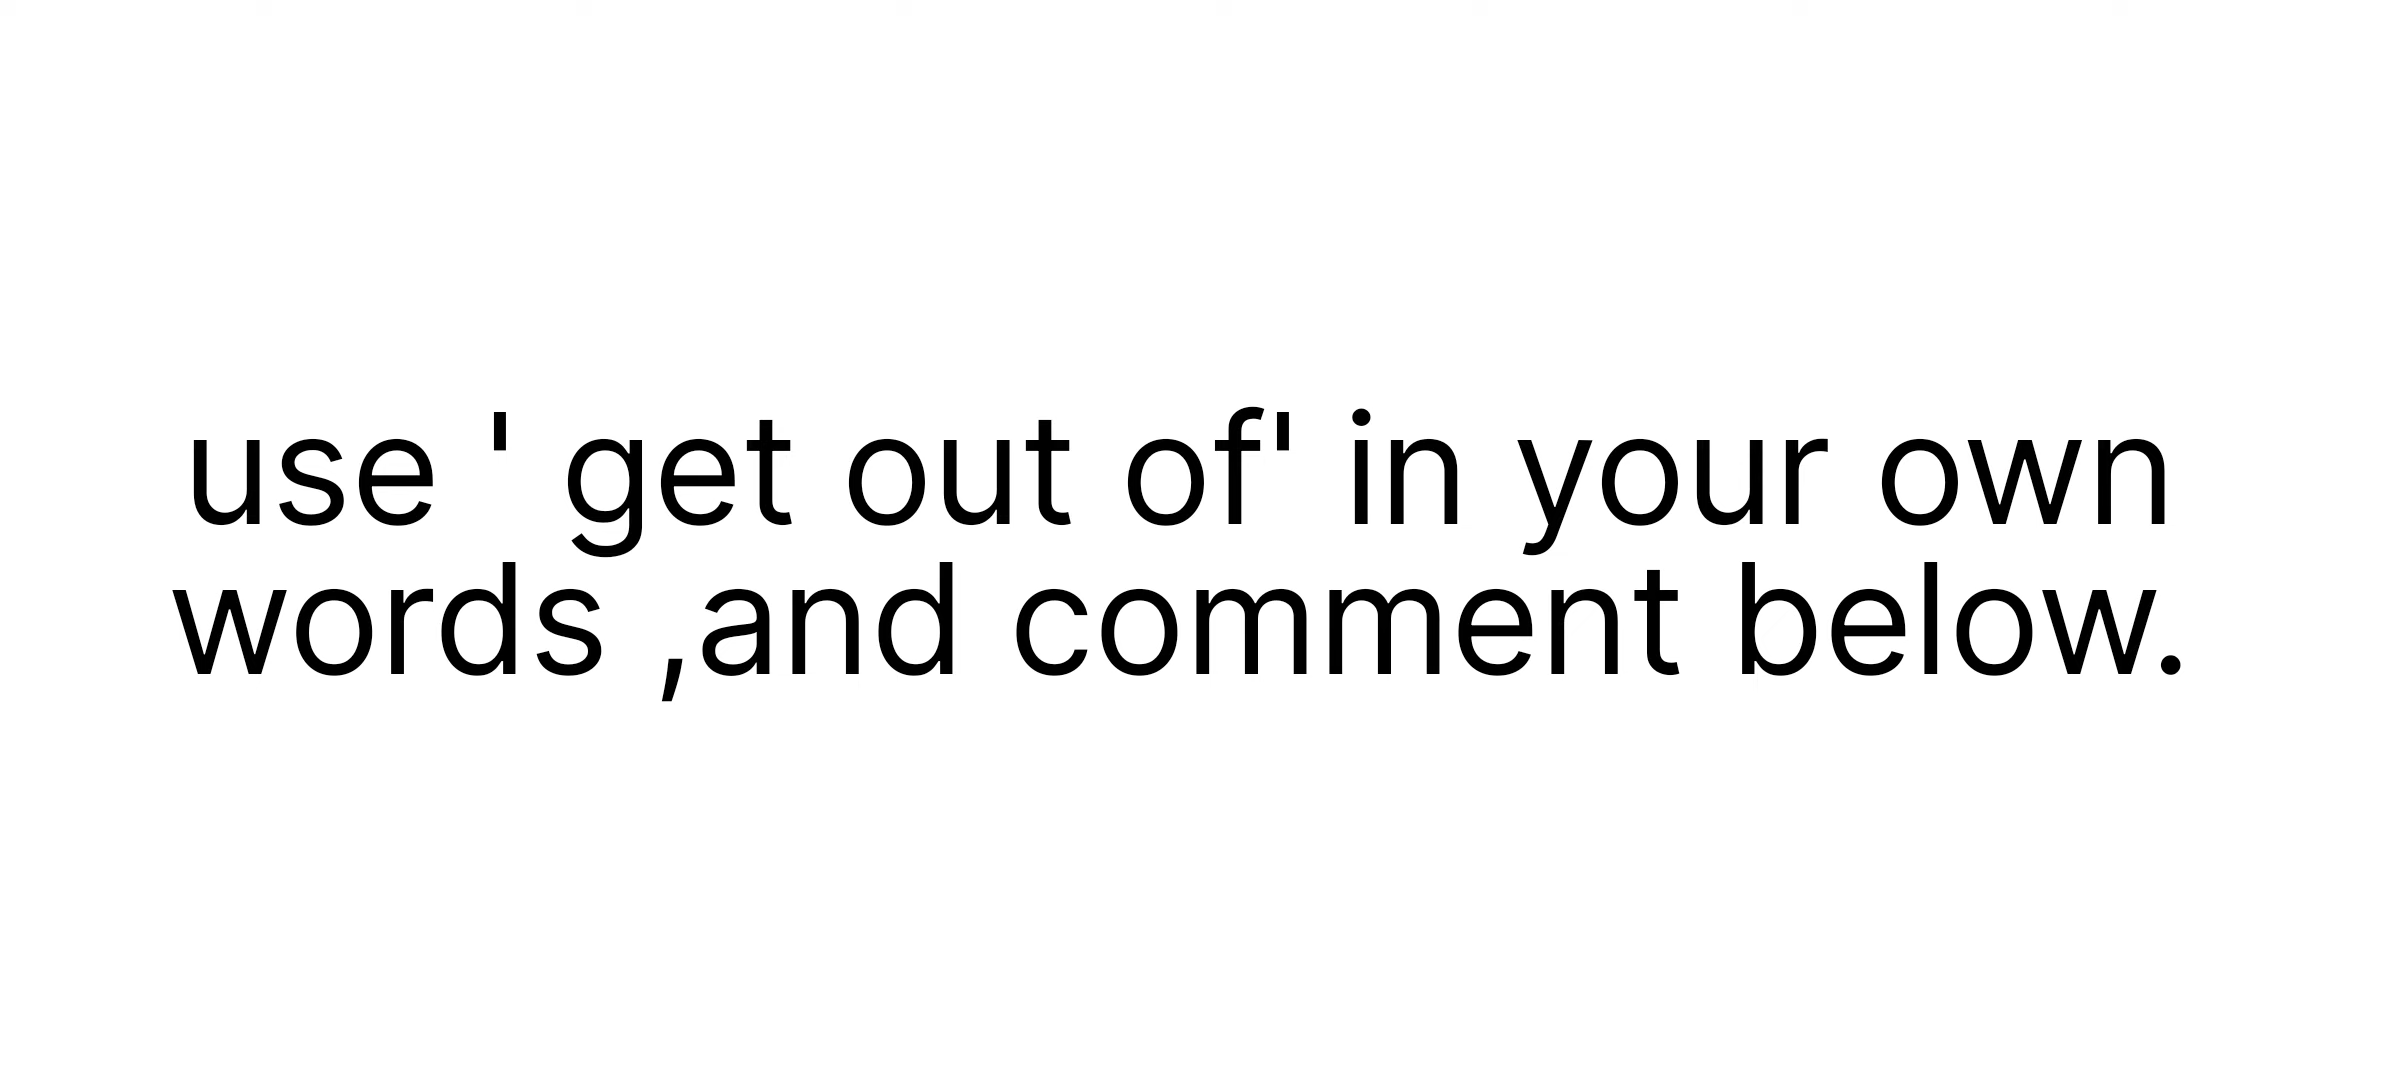 use ' get out of' in your own
words ,and comment below.